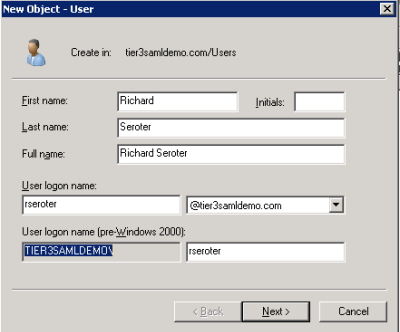 New Object - User
Create in: tier3samldemo.com/Users
First name: Richard Initials:
Last name: Seroter
Full name: Richard Seroter
User logon name:
rseroter @tier3samldemo.com
User logon name (pre-Windows 2000):
TIER3SAMLDEMO\ rseroter
< Back Next > Cancel